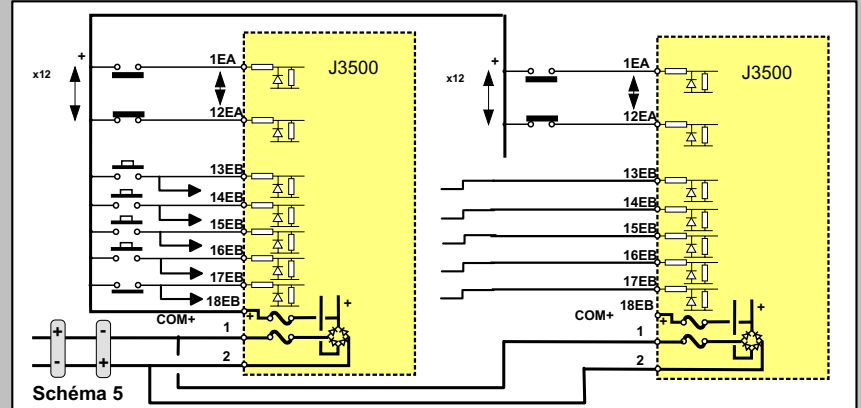 x12
+
1EA
12EA
13EB
14EB
15EB
16EB
17EB
18EB
COM+
1
2
J3500
+
+
+
-
-
+
Schéma 5
x12
+
1EA
12EA
13EB
14EB
15EB
16EB
17EB
18EB
COM+
1
2
J3500
+
+